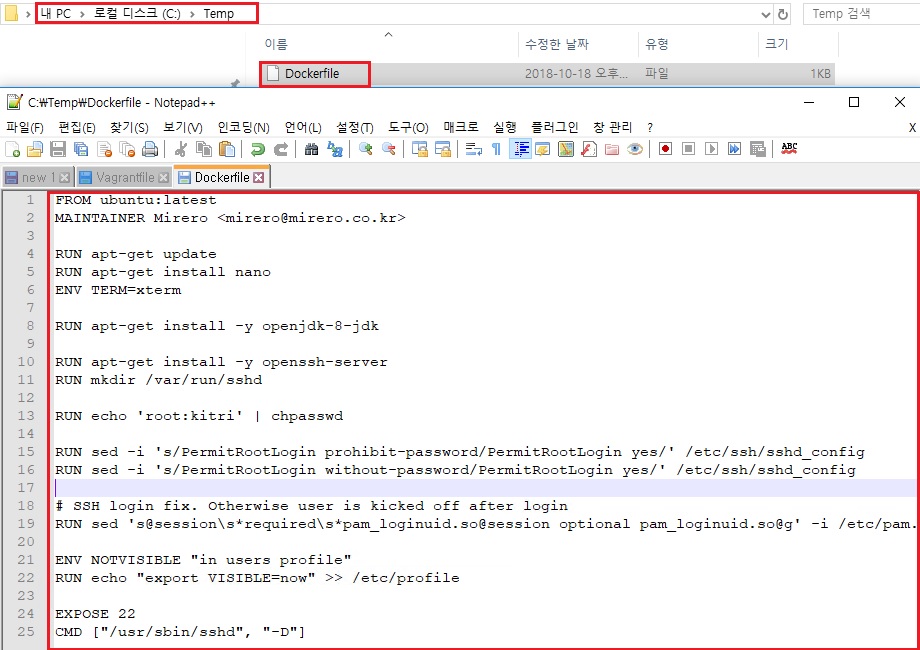 내 PC > 로컬 디스크 (C:) > Temp
Temp 검색
이름 수정한 날짜 유형 크기
Dockerfile 2018-10-18 오후... 파일 1KB
C:₩Temp₩Dockerfile - Notepad++
파일(F) 편집(E) 찾기(S) 보기(V) 인코딩(N) 언어(L) 설정(T) 도구(O) 매크로 실행 플러그인 창 관리 ? X
ABC
new 1 Vagrantfile Dockerfile
1 FROM ubuntu:latest
2 MAINTAINER Mirero <mirero@mirero.co.kr>
3
4 RUN apt-get update
5 RUN apt-get install nano
6 ENV TERM=xterm
7
8 RUN apt-get install -y openjdk-8-jdk
9
10 RUN apt-get install -y openssh-server
11 RUN mkdir /var/run/sshd
12
13 RUN echo 'root:kitri' | chpasswd
14
15 RUN sed -i 's/PermitRootLogin prohibit-password/PermitRootLogin yes/' /etc/ssh/sshd_config
16 RUN sed -i 's/PermitRootLogin without-password/PermitRootLogin yes/' /etc/ssh/sshd_config
17
18 # SSH login fix. Otherwise user is kicked off after login
19 RUN sed 's@session\s*required\s*pam_loginuid.so@session optional pam_loginuid.so@g' -i /etc/pam.
20
21 ENV NOTVISIBLE "in users profile"
22 RUN echo "export VISIBLE=now" >> /etc/profile
23
24 EXPOSE 22
25 CMD ["/usr/sbin/sshd", "-D"]